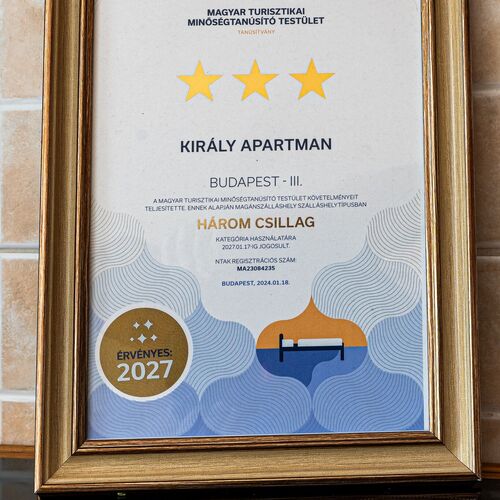 MAGYAR TURISZTIKAI
MINŐSÉGTANÚSÍTÓ TESTÜLET
TANÚSÍTVÁNY
KIRÁLY APARTMAN
BUDAPEST - III.
A MAGYAR TURISZTIKAI MINŐSÉGTANÚSÍTÓ TESTÜLET KÖVETELMÉNYEIT
TELJESÍTETTE. ENNEK ALAPJÁN MAGÁNSZÁLLÁSHELY SZÁLLÁSHELYTÍPUSBAN
HÁROM CSILLAG
KATEGÓRIA HASZNÁLATÁRA
2027.01.17-IG JOGOSULT.
NTAK REGISZTRÁCIÓS SZÁM:
MA23084235
BUDAPEST, 2024.01.18.
ÉRVÉNYES:
2027